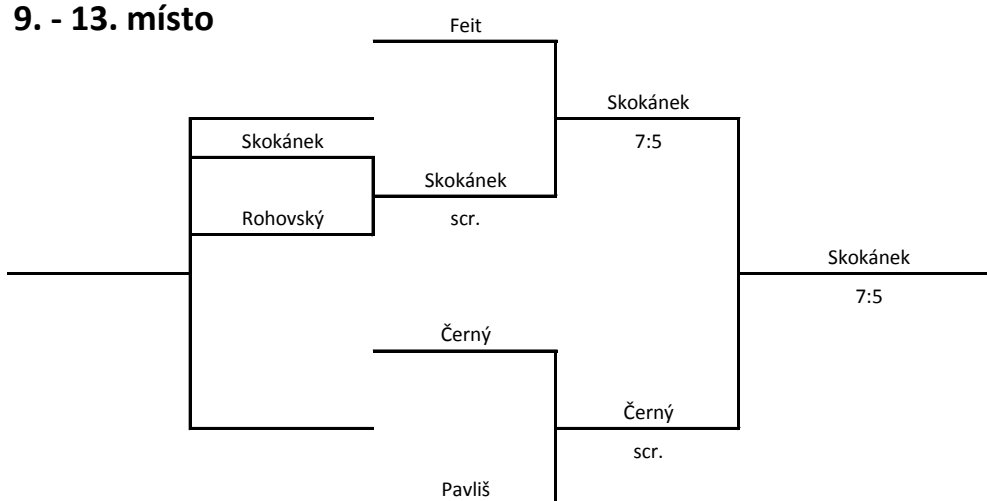 9. - 13. místo
Feit
Skokánek
Skokánek
7:5
Skokánek
Rohovský
scr.
Skokánek
7:5
Černý
Černý
scr.
Pavliš